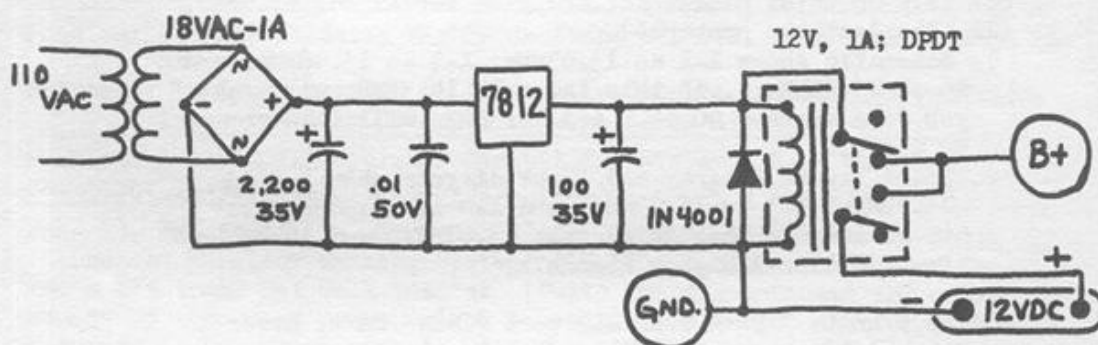 18VAC-1A
12V, 1A; DPDT
110
VAC
~
-
+
~
7812
+
2,200
35V
.01
50V
+
100
35V
1N4001
B+
GND.
+
-
12VDC